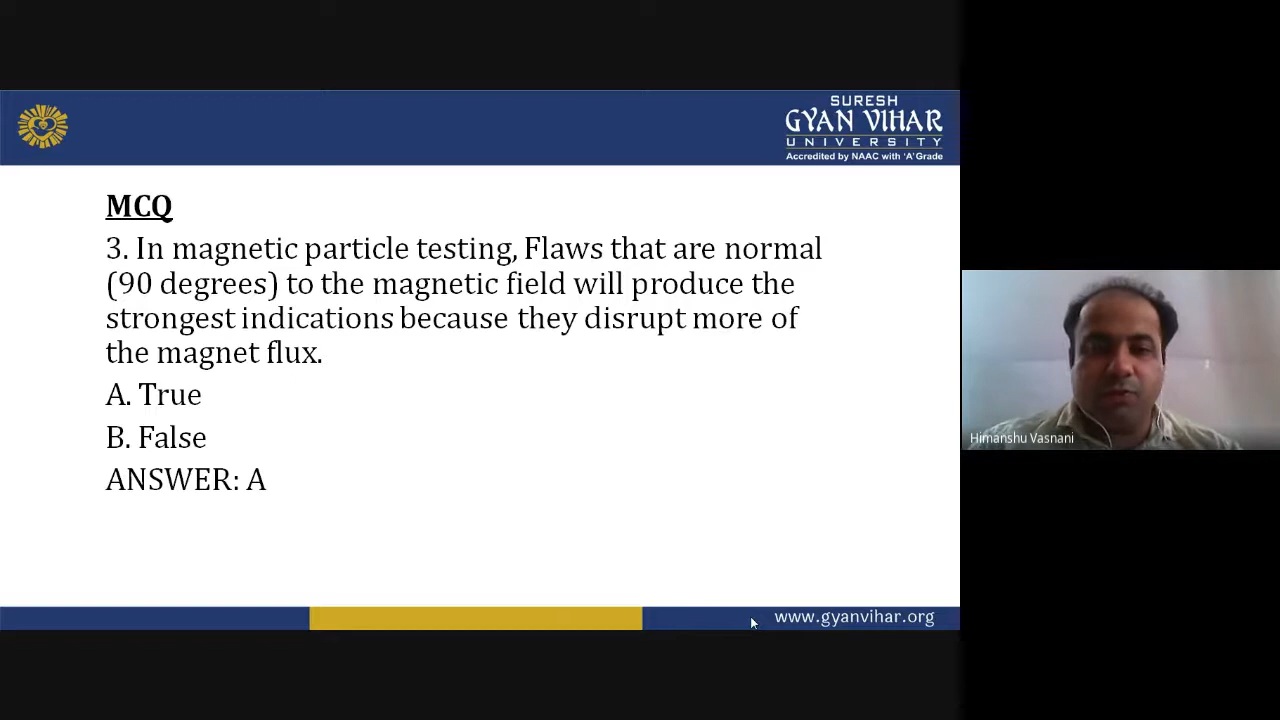 SURESH
GYAN VIHAR
UNIVERSITY
Accredited by NAAC with 'A' Grade
MCQ
3. In magnetic particle testing, Flaws that are normal
(90 degrees) to the magnetic field will produce the
strongest indications because they disrupt more of
the magnet flux.
A. True
B. False
ANSWER: A
www.gyanvihar.org
Himanshu Vasnani